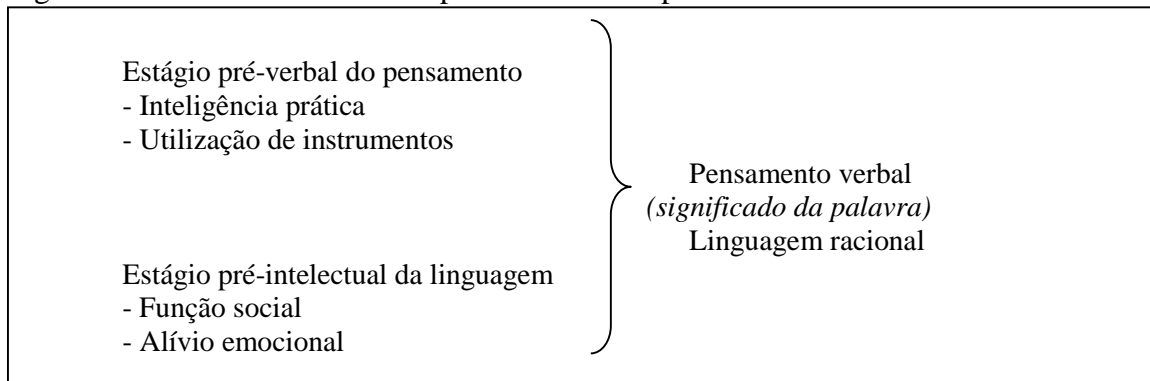 Estágio pré-verbal do pensamento
- Inteligência prática
- Utilização de instrumentos
Pensamento verbal
(significado da palavra)
Linguagem racional
Estágio pré-intelectual da linguagem
- Função social
- Alívio emocional